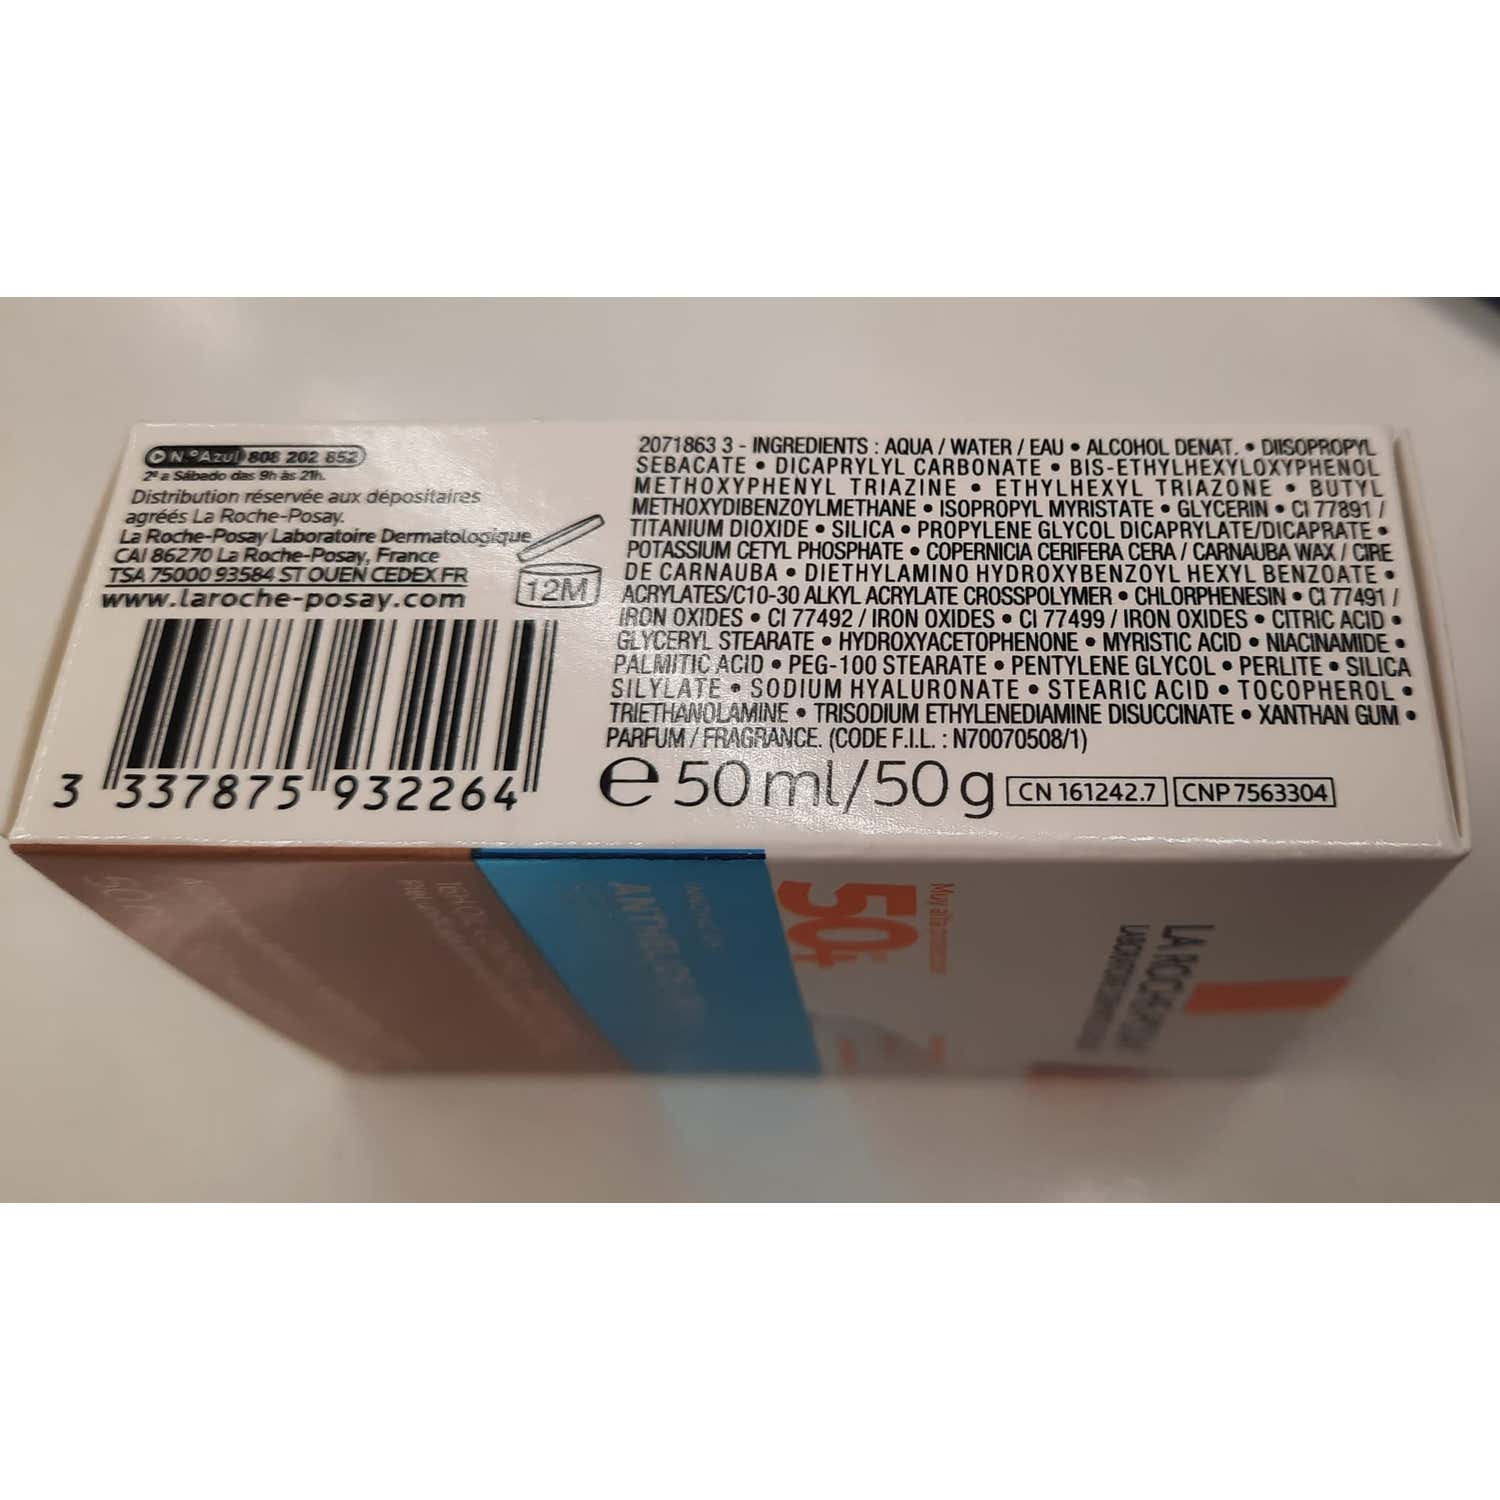 N.º Azul 808 202 852
2ª a Sábado das 9h às 21h.
Distribution réservée aux dépositaires
agréés La Roche-Posay.
La Roche-Posay Laboratoire Dermatologique
CAI 86270 La Roche-Posay, France
TSA 75000 93584 ST OUEN CEDEX FR
www.laroche-posay.com
12M
3 337875 932264
2071863 3 - INGREDIENTS : AQUA / WATER / EAU • ALCOHOL DENAT. • DIISOPROPYL
SEBACATE • DICAPRYLYL CARBONATE • BIS-ETHYLHEXYLOXYPHENOL
METHOXYPHENYL TRIAZINE • ETHYLHEXYL TRIAZONE • BUTYL
METHOXYDIBENZOYLMETHANE • ISOPROPYL MYRISTATE • GLYCERIN • CI 77891 /
TITANIUM DIOXIDE • SILICA • PROPYLENE GLYCOL DICAPRYLATE/DICAPRATE •
POTASSIUM CETYL PHOSPHATE • COPERNICIA CERIFERA CERA / CARNAUBA WAX / CIRE
DE CARNAUBA • DIETHYLAMINO HYDROXYBENZOYL HEXYL BENZOATE •
ACRYLATES/C10-30 ALKYL ACRYLATE CROSSPOLYMER • CHLORPHENESIN • CI 77491 /
IRON OXIDES • CI 77492 / IRON OXIDES • CI 77499 / IRON OXIDES • CITRIC ACID •
GLYCERYL STEARATE • HYDROXYACETOPHENONE • MYRISTIC ACID • NIACINAMIDE •
PALMITIC ACID • PEG-100 STEARATE • PENTYLENE GLYCOL • PERLITE • SILICA
SILYLATE • SODIUM HYALURONATE • STEARIC ACID • TOCOPHEROL •
TRIETHANOLAMINE • TRISODIUM ETHYLENEDIAMINE DISUCCINATE • XANTHAN GUM •
PARFUM / FRAGRANCE. (CODE F.I.L. : N70070508/1)
e 50 ml/50 g CN 161242.7 CNP 7563304
LA ROCHE-POSAY
Muy alta
50+
ANTHELIOS